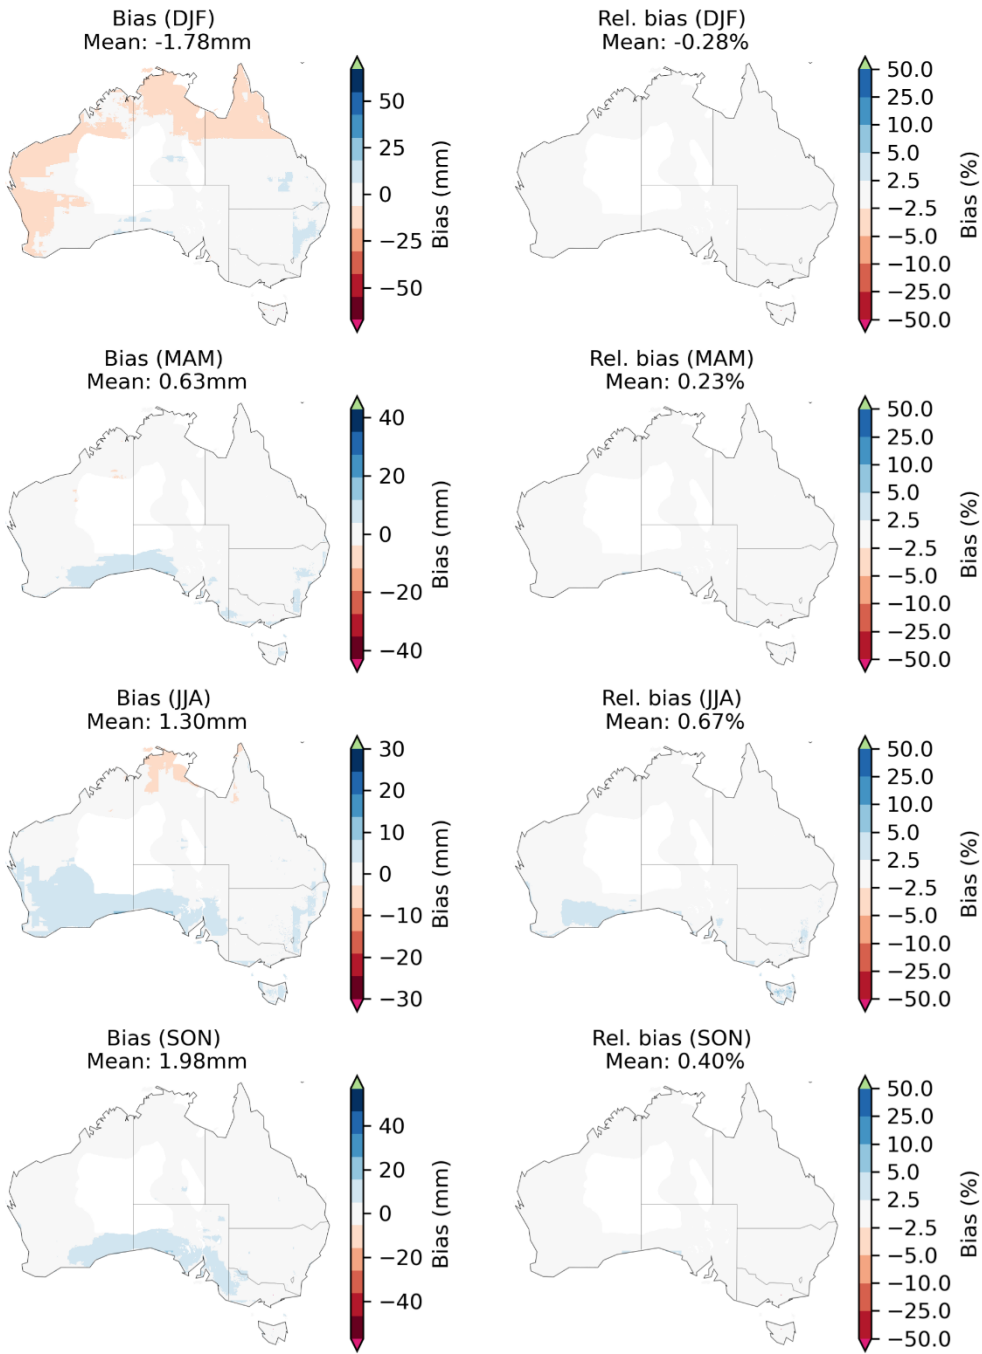 Bias (DJF)
Mean: -1.78mm
50
25
0
−25
−50
Bias (mm)
Rel. bias (DJF)
Mean: -0.28%
50.0
25.0
10.0
5.0
2.5
−2.5
−5.0
−10.0
−25.0
−50.0
Bias (%)
Bias (MAM)
Mean: 0.63mm
40
20
0
−20
−40
Bias (mm)
Rel. bias (MAM)
Mean: 0.23%
50.0
25.0
10.0
5.0
2.5
−2.5
−5.0
−10.0
−25.0
−50.0
Bias (%)
Bias (JJA)
Mean: 1.30mm
30
20
10
0
−10
−20
−30
Bias (mm)
Rel. bias (JJA)
Mean: 0.67%
50.0
25.0
10.0
5.0
2.5
−2.5
−5.0
−10.0
−25.0
−50.0
Bias (%)
Bias (SON)
Mean: 1.98mm
40
20
0
−20
−40
Bias (mm)
Rel. bias (SON)
Mean: 0.40%
50.0
25.0
10.0
5.0
2.5
−2.5
−5.0
−10.0
−25.0
−50.0
Bias (%)